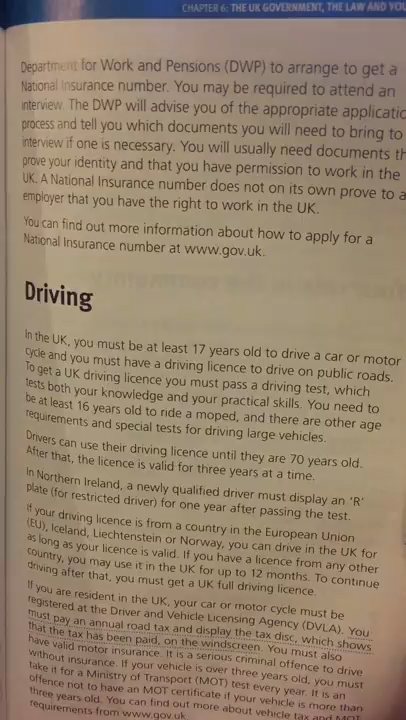 CHAPTER 6: THE UK GOVERNMENT, THE LAW AND YOU
Department for Work and Pensions (DWP) to arrange to get a
National Insurance number. You may be required to attend an
interview. The DWP will advise you of the appropriate applicatio
process and tell you which documents you will need to bring to
interview if one is necessary. You will usually need documents th
prove your identity and that you have permission to work in the
UK. A National Insurance number does not on its own prove to a
employer that you have the right to work in the UK.
You can find out more information about how to apply for a
National Insurance number at www.gov.uk.
Driving
In the UK, you must be at least 17 years old to drive a car or motor
cycle and you must have a driving licence to drive on public roads.
To get a UK driving licence you must pass a driving test, which
tests both your knowledge and your practical skills. You need to
be at least 16 years old to ride a moped, and there are other age
requirements and special tests for driving large vehicles.
Drivers can use their driving licence until they are 70 years old.
After that, the licence is valid for three years at a time.
In Northern Ireland, a newly qualified driver must display an 'R'
plate (for restricted driver) for one year after passing the test.
If your driving licence is from a country in the European Union
(EU), Iceland, Liechtenstein or Norway, you can drive in the UK for
as long as your licence is valid. If you have a licence from any other
country, you may use it in the UK for up to 12 months. To continue
driving after that, you must get a UK full driving licence.
If you are resident in the UK, your car or motor cycle must be
registered at the Driver and Vehicle Licensing Agency (DVLA). You
must pay an annual road tax and display the tax disc, which shows
that the tax has been paid, on the windscreen. You must also
have valid motor insurance. It is a serious criminal offence to drive
without insurance. If your vehicle is over three years old, you must
take it for a Ministry of Transport (MOT) test every year. It is an
offence not to have an MOT certificate if your vehicle is more than
three years old. You can find out more about vehicle tax and MOT
requirements from www.gov.uk